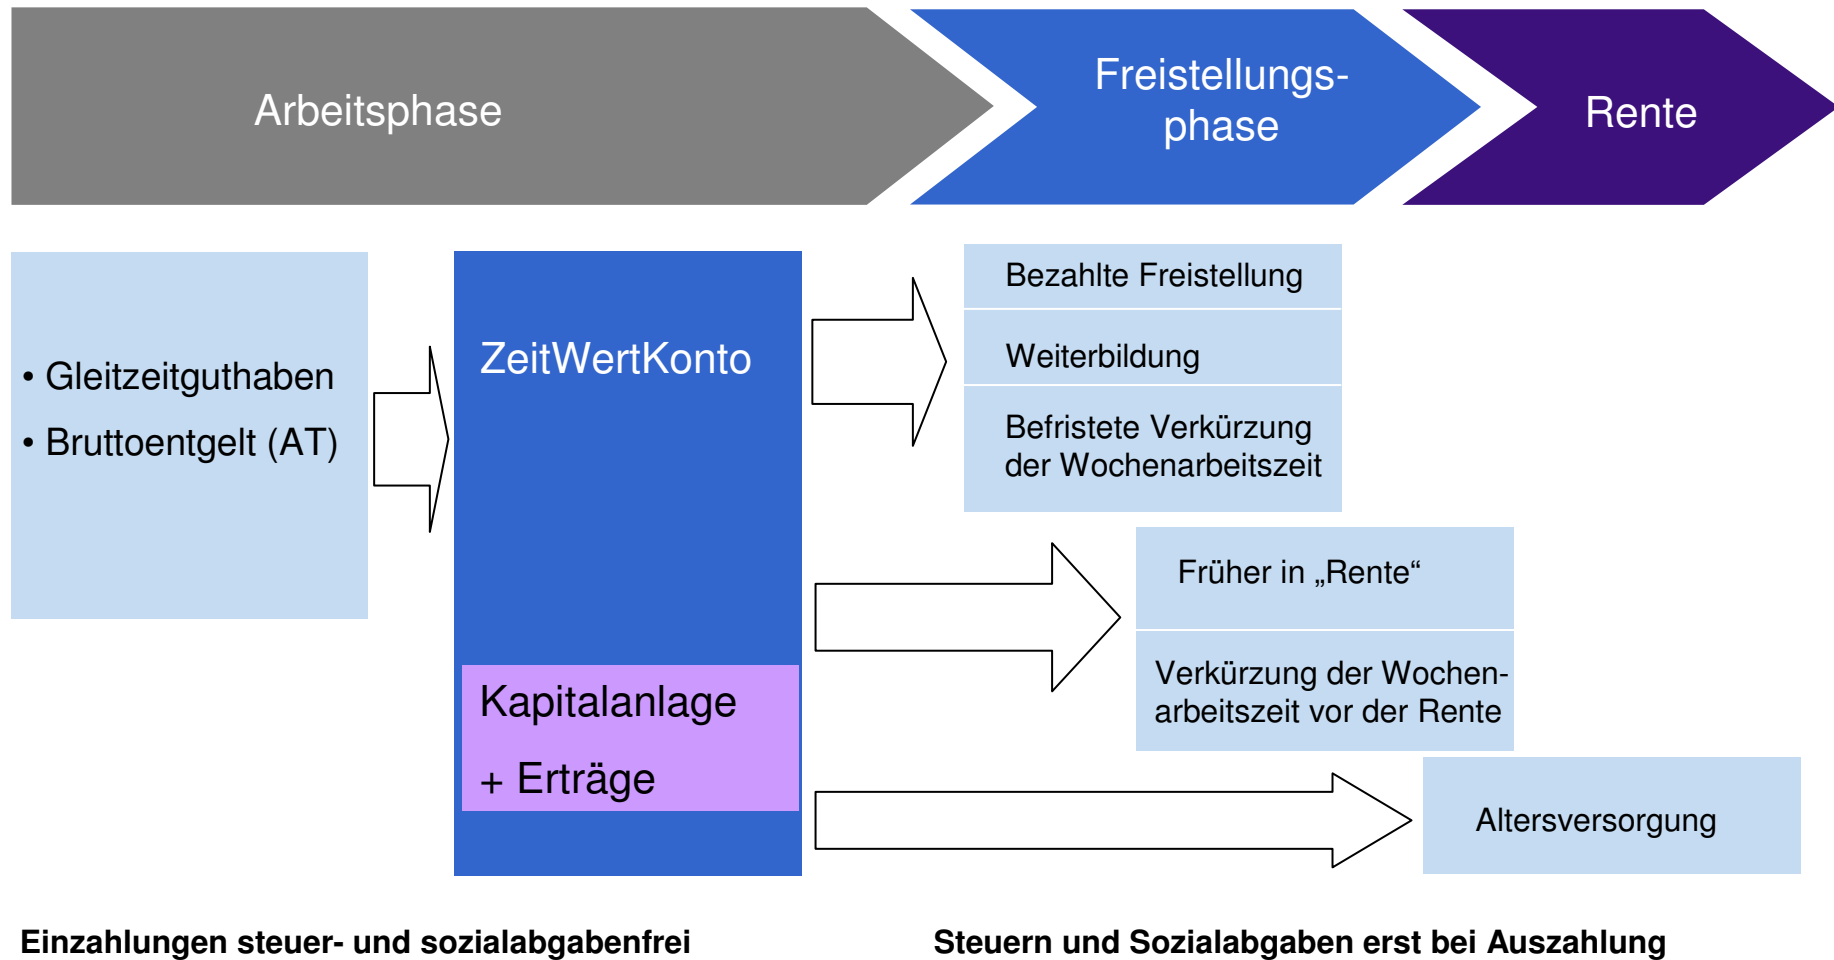 Arbeitsphase
Freistellungs-
phase
Rente
• Gleitzeitguthaben
• Bruttoentgelt (AT)
ZeitWertKonto
Kapitalanlage
+ Erträge
Bezahlte Freistellung
Weiterbildung
Befristete Verkürzung
der Wochenarbeitszeit
Früher in „Rente“
Verkürzung der Wochen-
arbeitszeit vor der Rente
Altersversorgung
Einzahlungen steuer- und sozialabgabenfrei
Steuern und Sozialabgaben erst bei Auszahlung